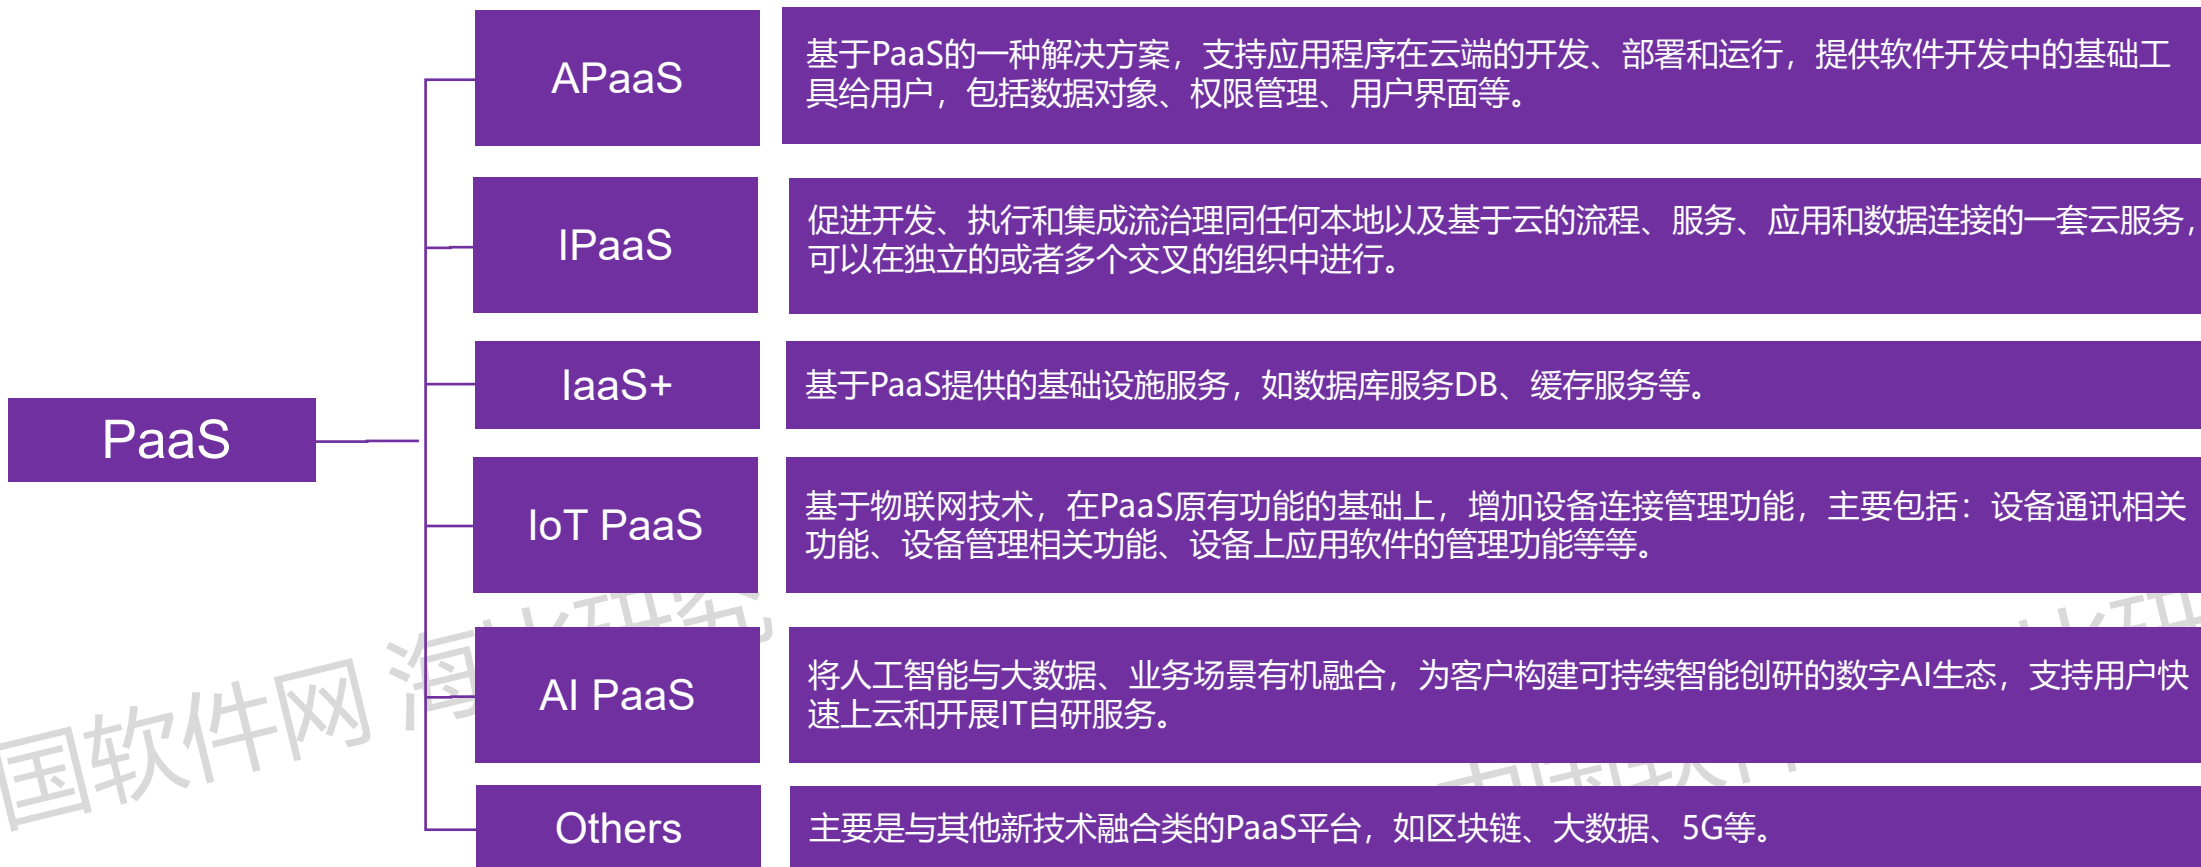 APaaS
基于PaaS的一种解决方案，支持应用程序在云端的开发、部署和运行，提供软件开发中的基础工
具给用户，包括数据对象、权限管理、用户界面等。
IPaaS
促进开发、执行和集成流治理同任何本地以及基于云的流程、服务、应用和数据连接的一套云服务，
可以在独立的或者多个交叉的组织中进行。
IaaS+
基于PaaS提供的基础设施服务，如数据库服务DB、缓存服务等。
PaaS
IoT PaaS
基于物联网技术，在PaaS原有功能的基础上，增加设备连接管理功能，主要包括：设备通讯相关
功能、设备管理相关功能、设备上应用软件的管理功能等等。
AI PaaS
将人工智能与大数据、业务场景有机融合，为客户构建可持续智能创研的数字AI生态，支持用户快
速上云和开展IT自研服务。
Others
主要是与其他新技术融合类的PaaS平台，如区块链、大数据、5G等。
国软件网 海比研究